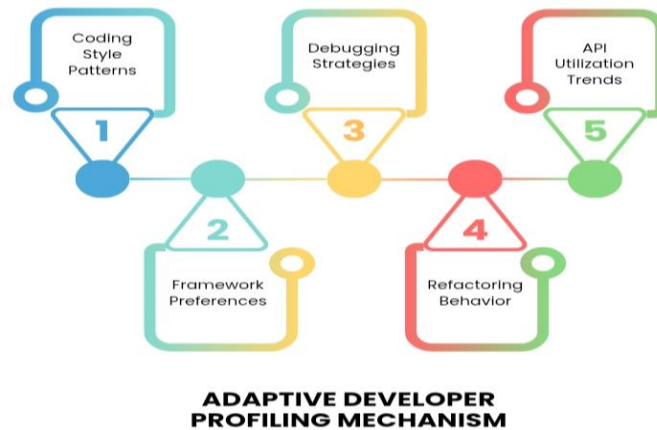 Coding
Style
Patterns
1
2
Framework
Preferences
Debugging
Strategies
3
4
Refactoring
Behavior
API
Utilization
Trends
5
ADAPTIVE DEVELOPER
PROFILING MECHANISM